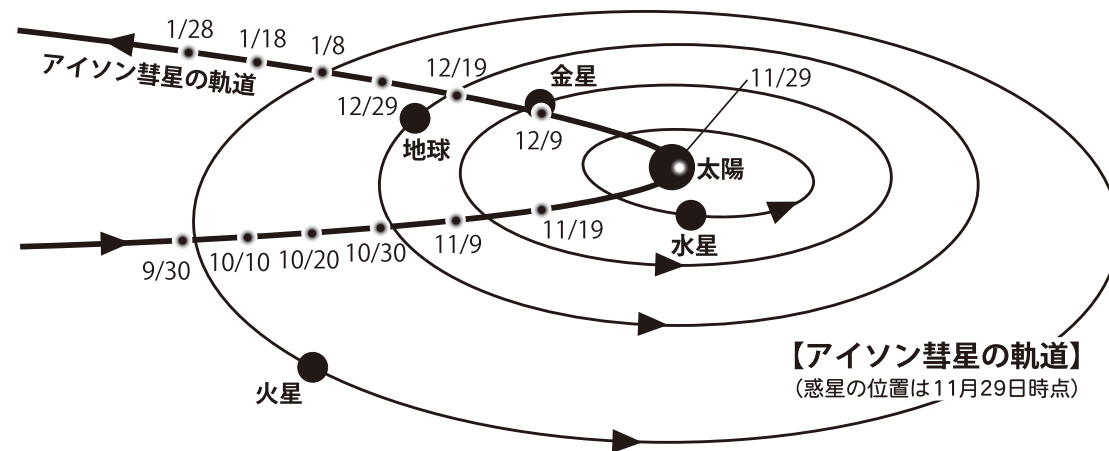 1/28
1/18
1/8
アイソン彗星の軌道
12/29
12/19
金星
11/29
12/9
地球
太陽
水星
9/30
10/10
10/20
10/30
11/9
11/19
火星
【アイソン彗星の軌道】
（惑星の位置は11月29日時点）